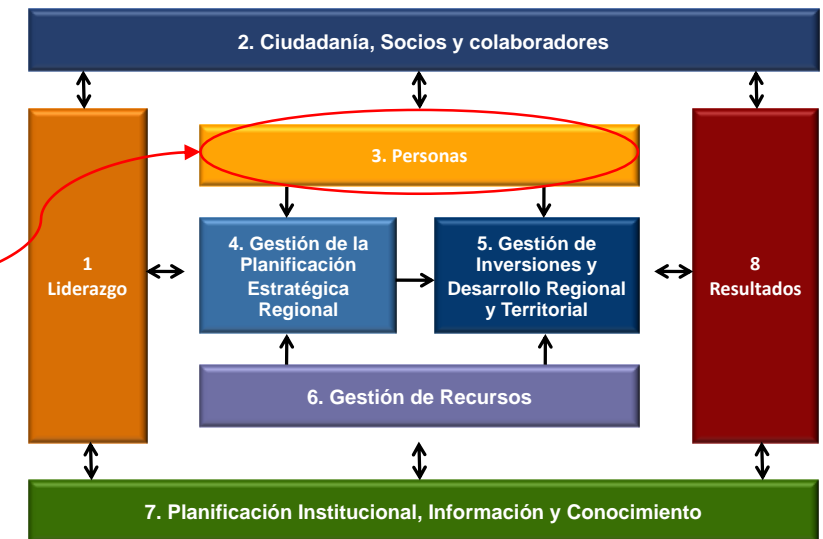 2. Ciudadanía, Socios y colaboradores
3. Personas
1
Liderazgo
4. Gestión de la
Planificación
Estratégica
Regional
5. Gestión de
Inversiones y
Desarrollo Regional
y Territorial
8
Resultados
6. Gestión de Recursos
7. Planificación Institucional, Información y Conocimiento